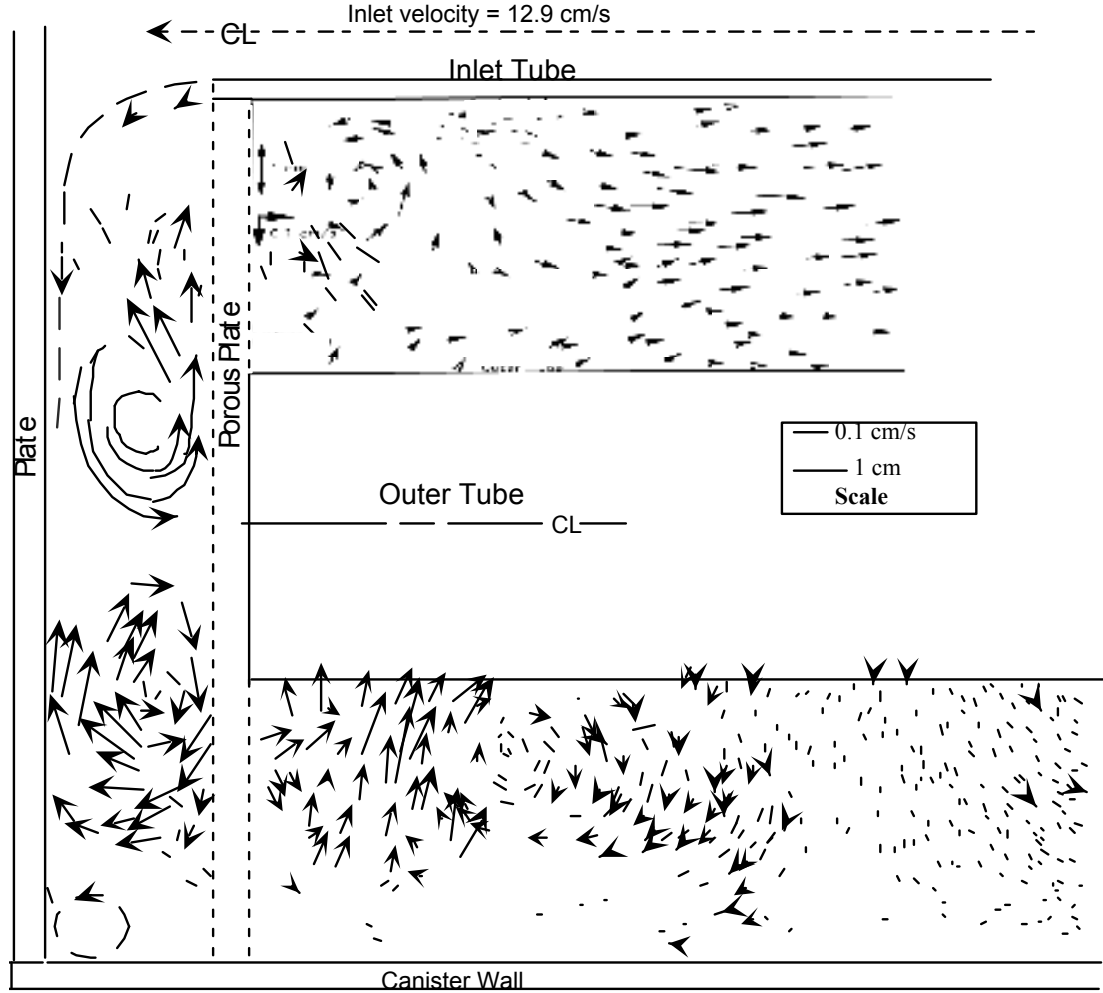 Inlet velocity = 12.9 cm/s
CL
Inlet Tube
Porous Plate
Plate
0.1 cm/s
1 cm
Scale
Outer Tube
CL
Canister Wall